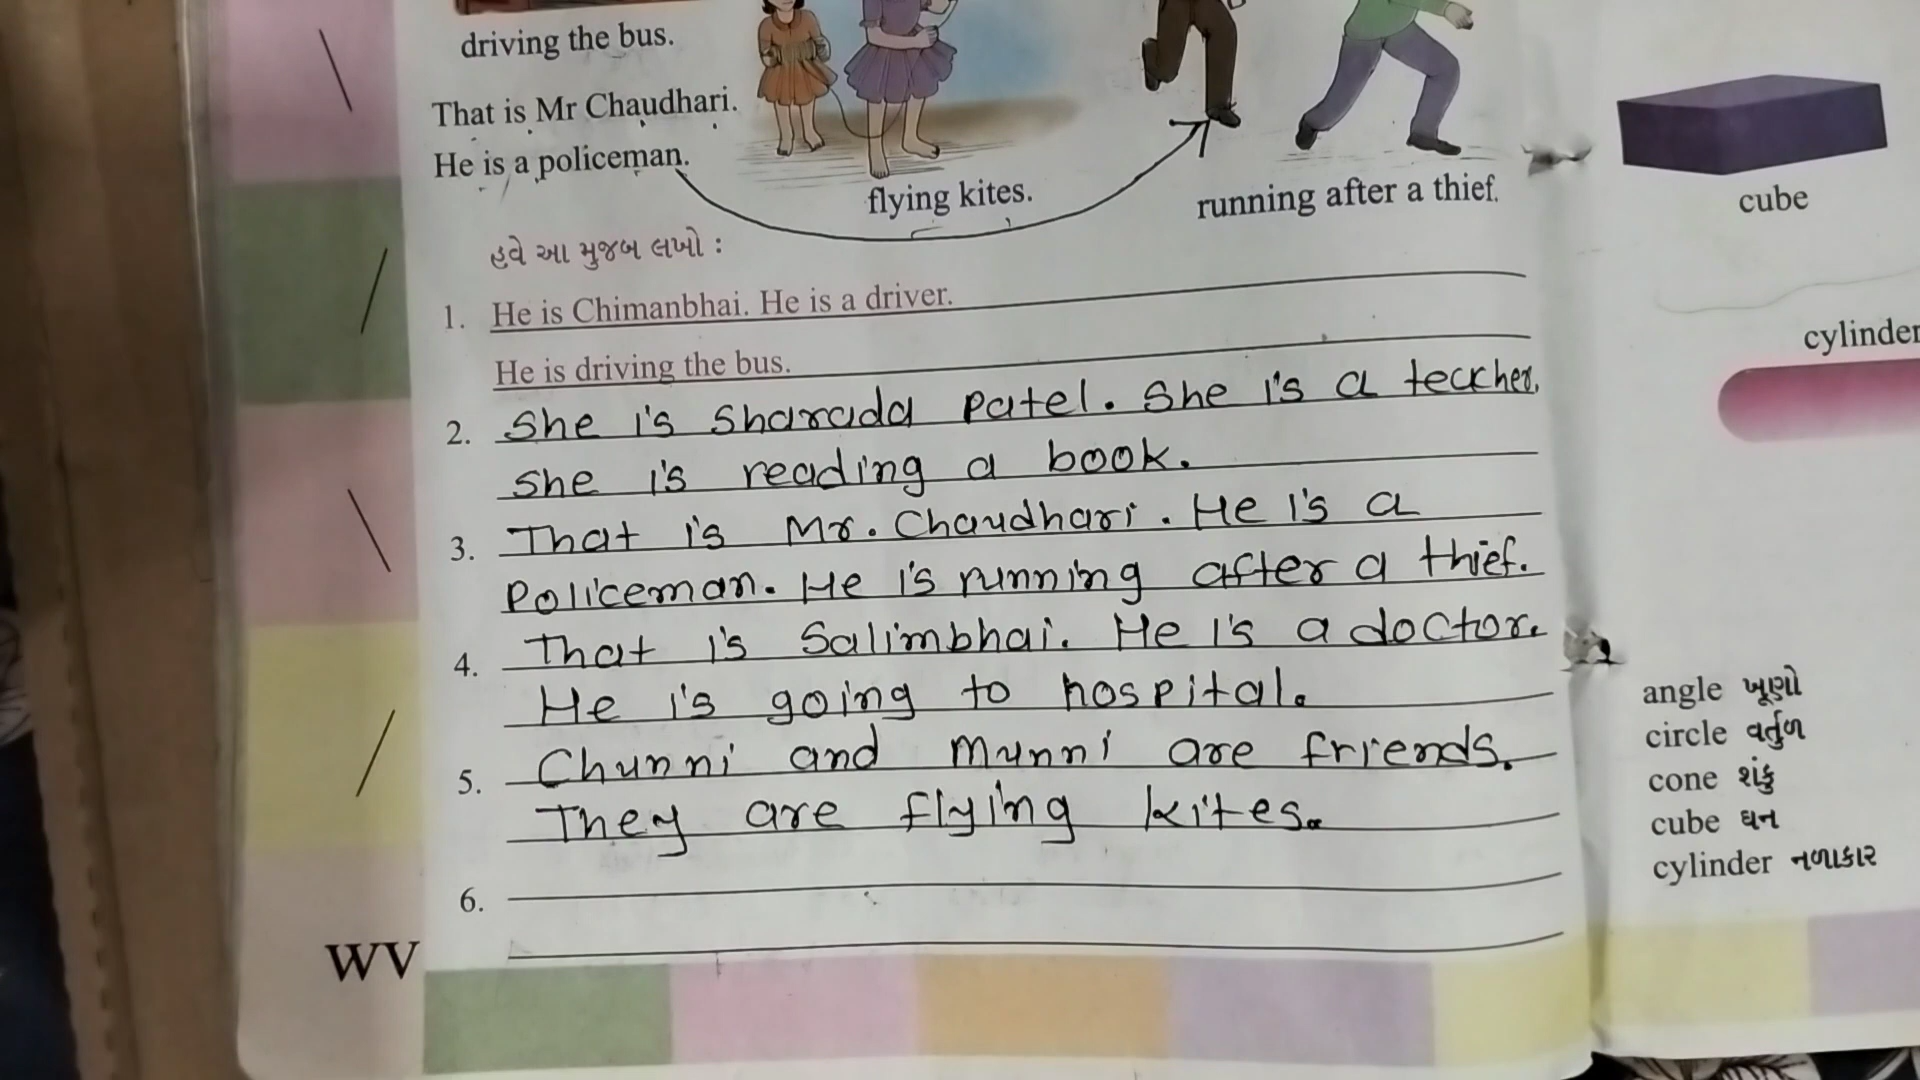 driving the bus.
That is Mr Chaudhari.
He is a policeman.
flying kites.
running after a thief.
cube
હવે આ મુજબ લખો :
1. He is Chimanbhai. He is a driver.
He is driving the bus.
cylinder
2. She is Sharada Patel. She is a teacher.
She is reading a book.
3. That is Mr. Chaudhari. He is a
Policeman. He is running after a thief.
4. That is Salimbhai. He is a doctor.
He is going to hospital.
5. Chunni and Munni are friends.
They are flying kites.
6.
angle ખૂણો
circle વર્તુળ
cone શંકુ
cube ઘન
cylinder નળાકાર
WV